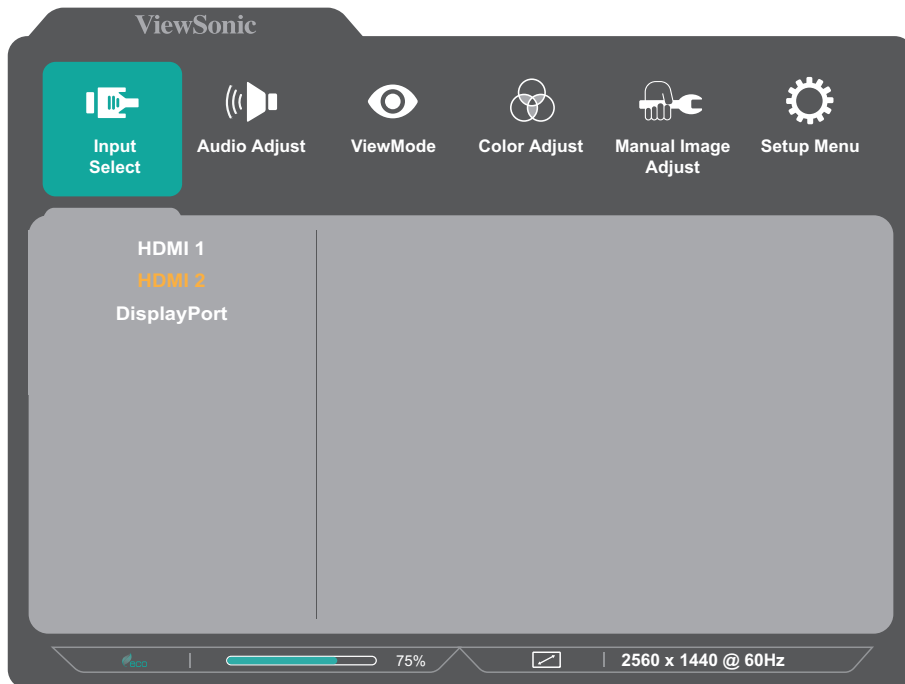 ViewSonic
Input
Select
Audio Adjust
ViewMode
Color Adjust
Manual Image
Adjust
Setup Menu
HDMI 1
HDMI 2
DisplayPort
eco
75%
2560 x 1440 @ 60Hz